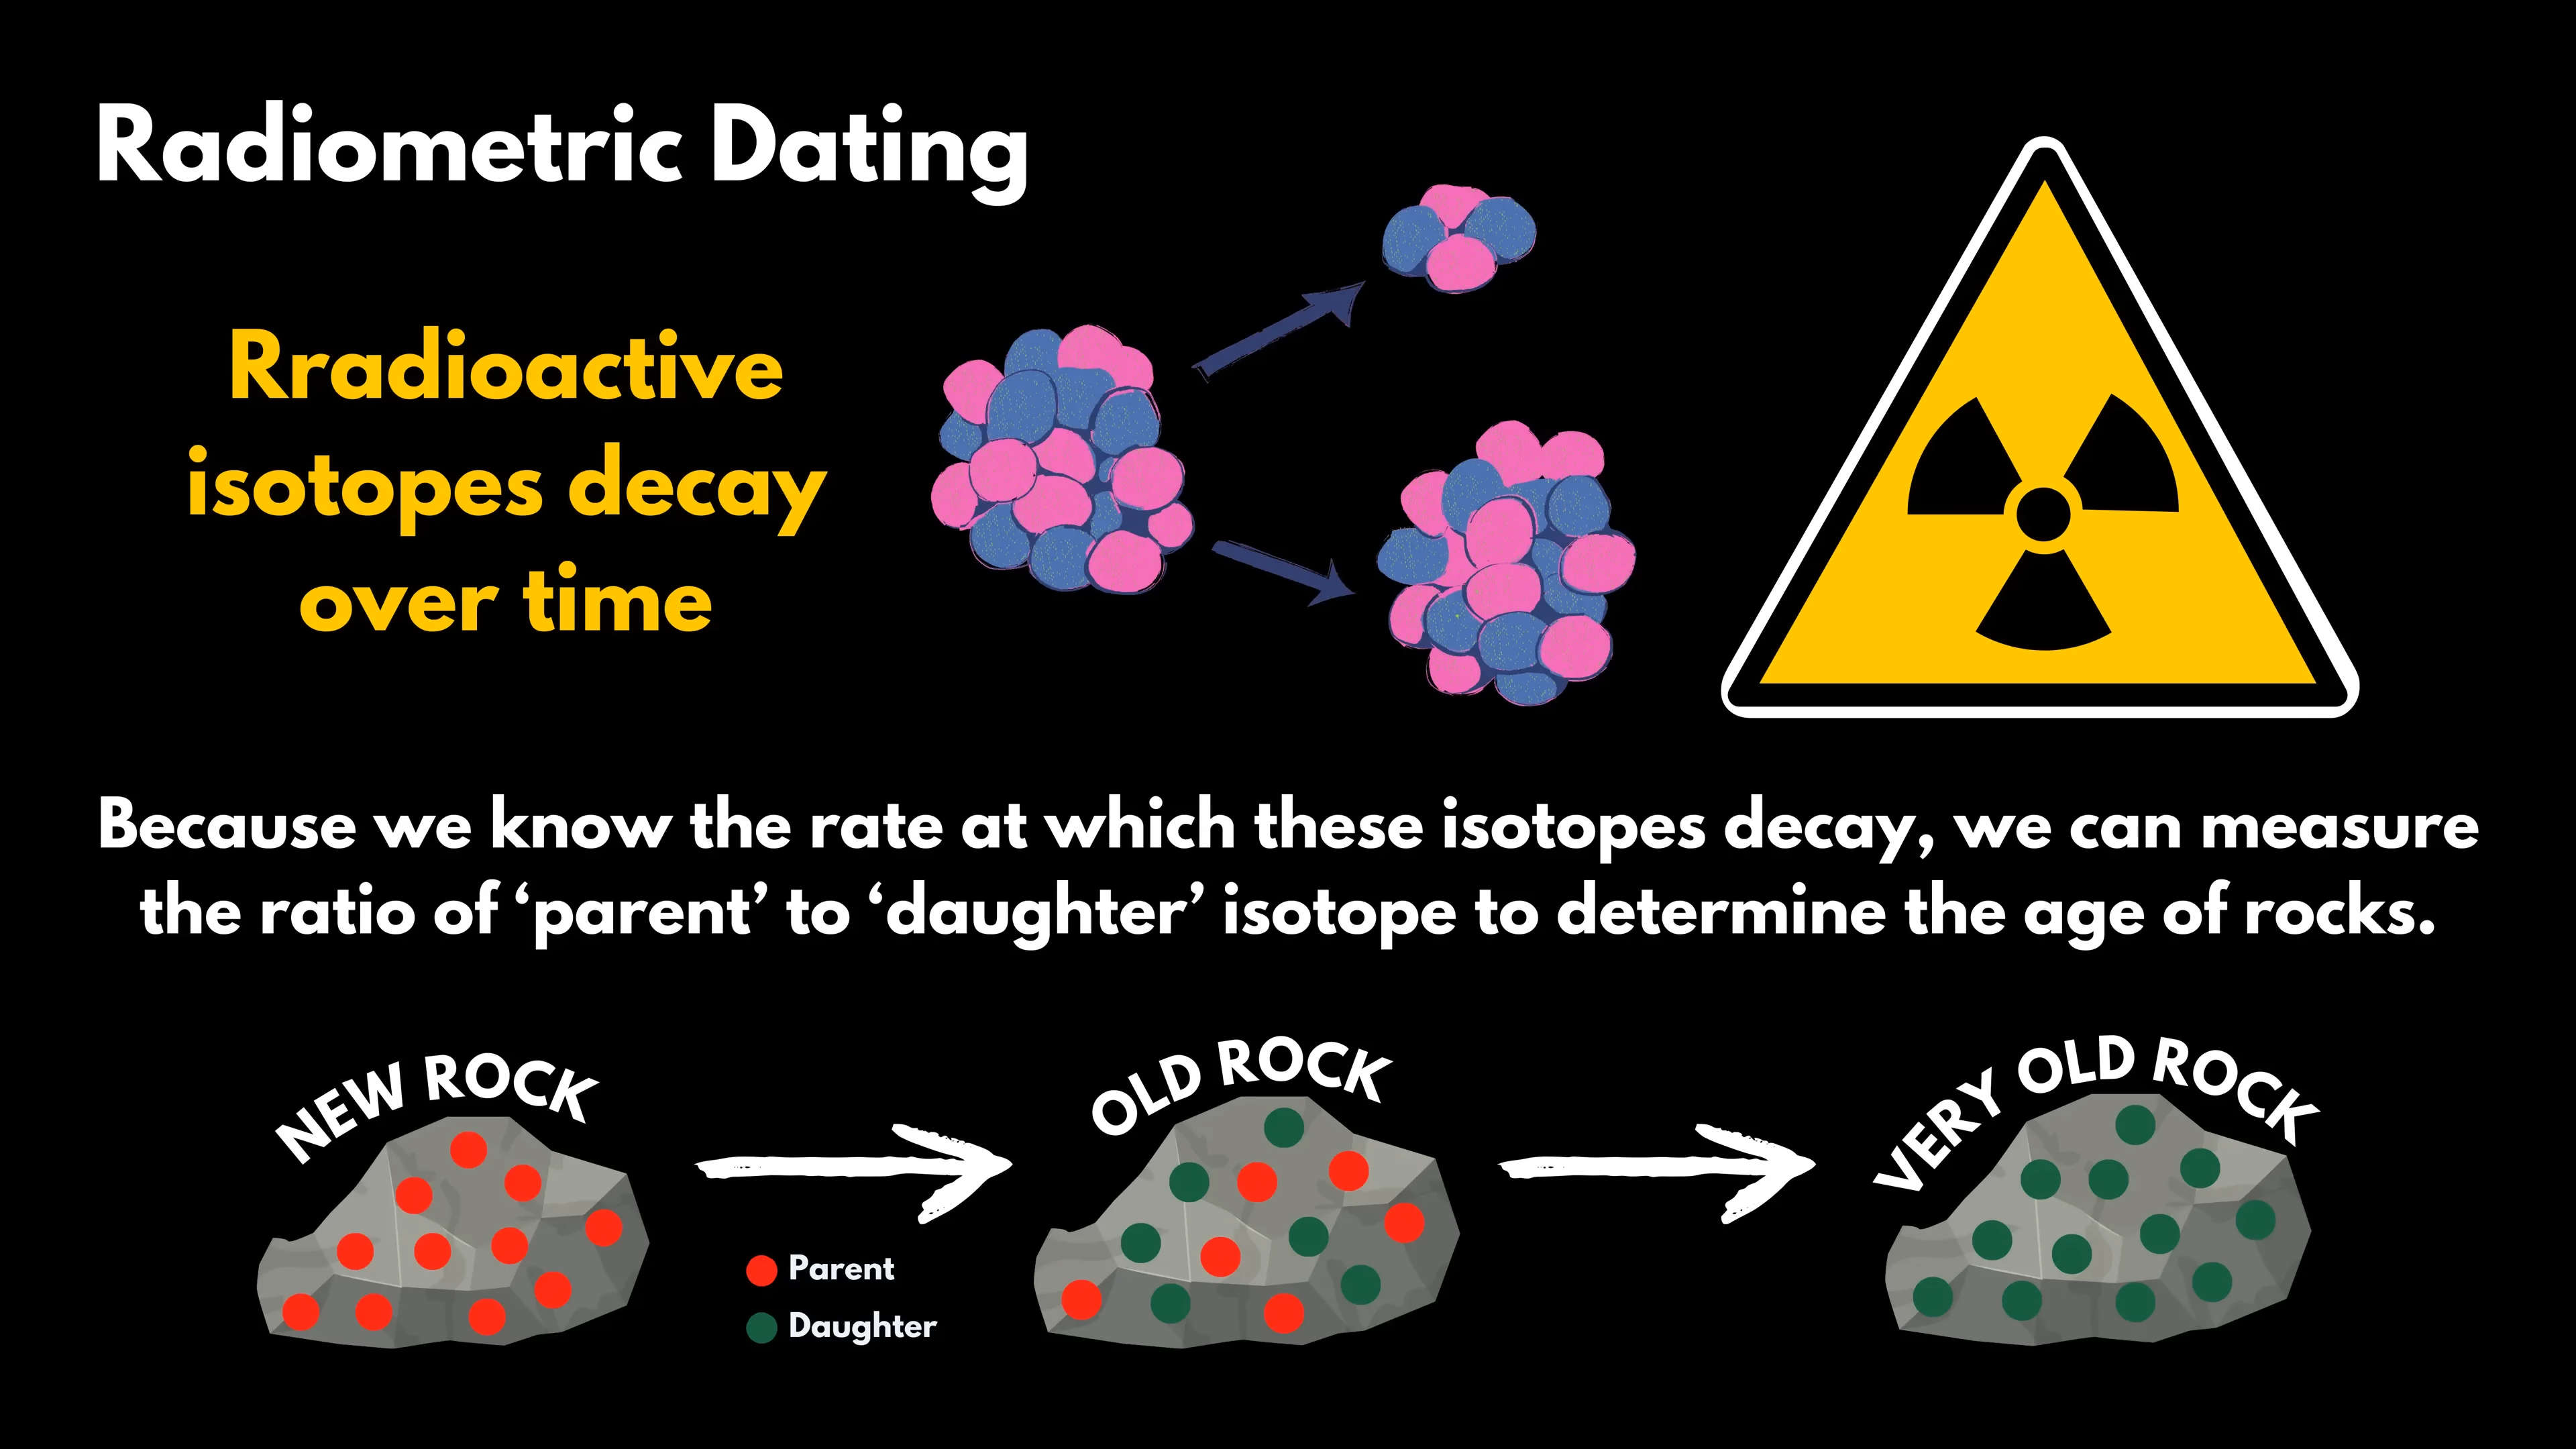 Radiometric Dating
Rradioactive
isotopes decay
over time
Because we know the rate at which these isotopes decay, we can measure
the ratio of ‘parent’ to ‘daughter’ isotope to determine the age of rocks.
NEW ROCK
OLD ROCK
VERY OLD ROCK
Parent
Daughter